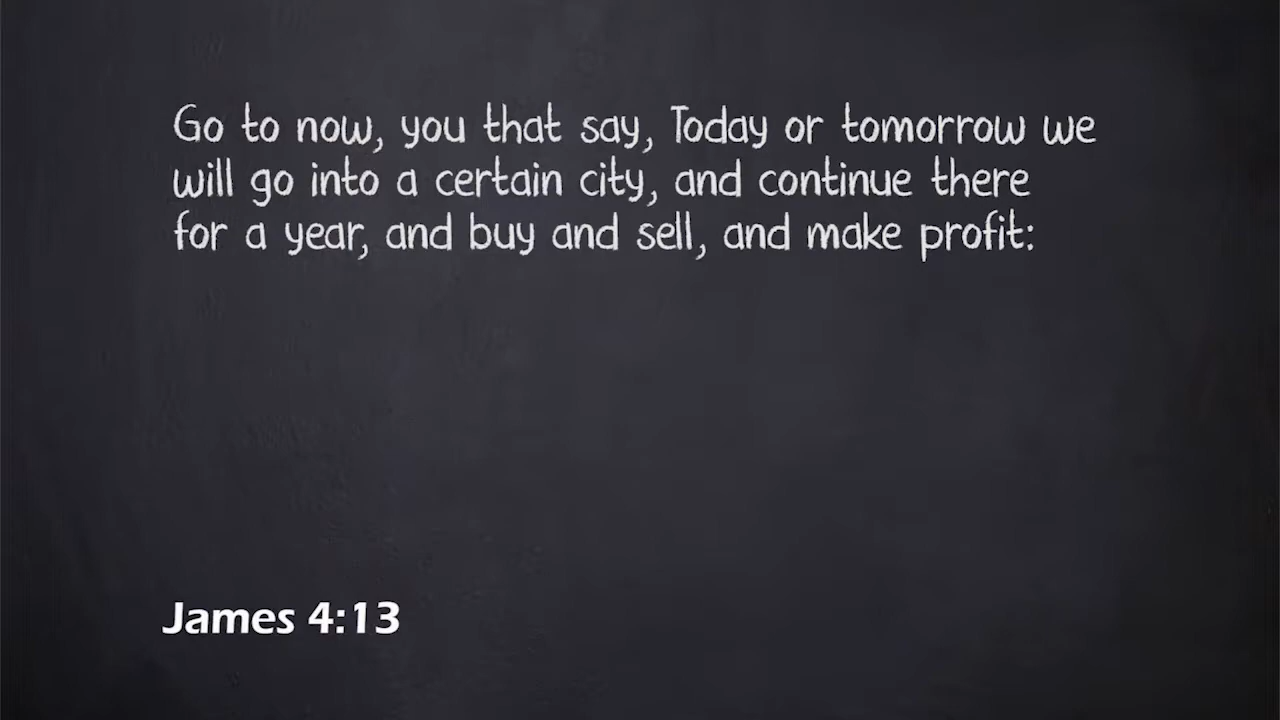 Go to now, you that say, Today or tomorrow we
will go into a certain city, and continue there
for a year, and buy and sell, and make profit:
James 4:13